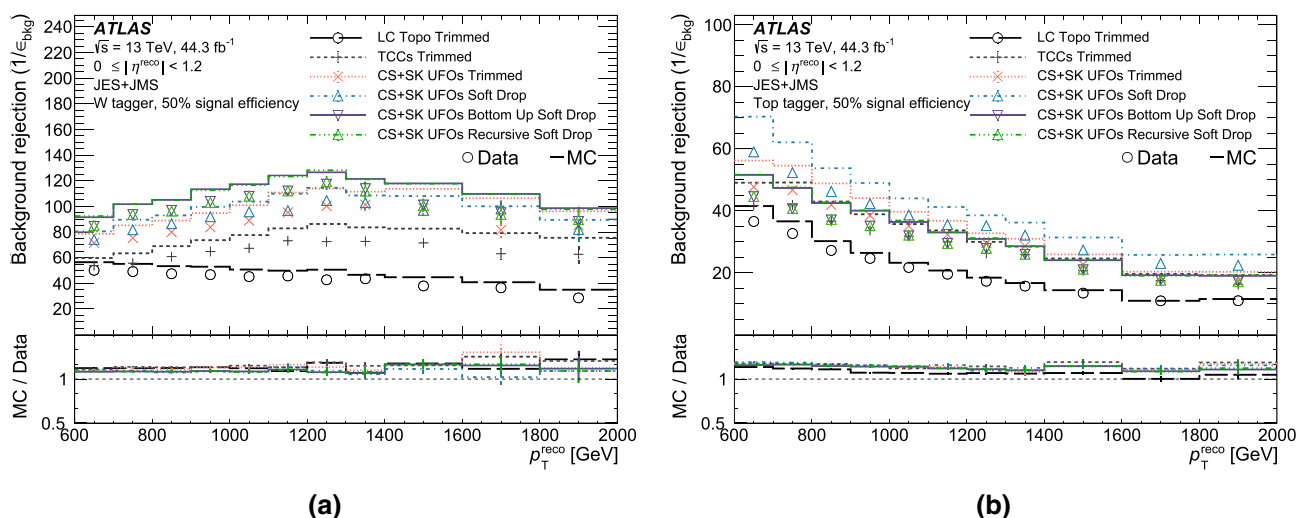 ATLAS
√s = 13 TeV, 44.3 fb⁻¹
0 ≤ |η^reco| < 1.2
JES+JMS
W tagger, 50% signal efficiency
LC Topo Trimmed
TCCs Trimmed
CS+SK UFOs Trimmed
CS+SK UFOs Soft Drop
CS+SK UFOs Bottom Up Soft Drop
CS+SK UFOs Recursive Soft Drop
Data MC
Background rejection (1/ε_bkg)
240
220
200
180
160
140
120
100
80
60
40
20
MC / Data
1
0.5
600 800 1000 1200 1400 1600 1800 2000
p_T^reco [GeV]
(a)
ATLAS
√s = 13 TeV, 44.3 fb⁻¹
0 ≤ |η^reco| < 1.2
JES+JMS
Top tagger, 50% signal efficiency
LC Topo Trimmed
TCCs Trimmed
CS+SK UFOs Trimmed
CS+SK UFOs Soft Drop
CS+SK UFOs Bottom Up Soft Drop
CS+SK UFOs Recursive Soft Drop
Data MC
Background rejection (1/ε_bkg)
100
80
60
40
20
MC / Data
1
0.5
600 800 1000 1200 1400 1600 1800 2000
p_T^reco [GeV]
(b)